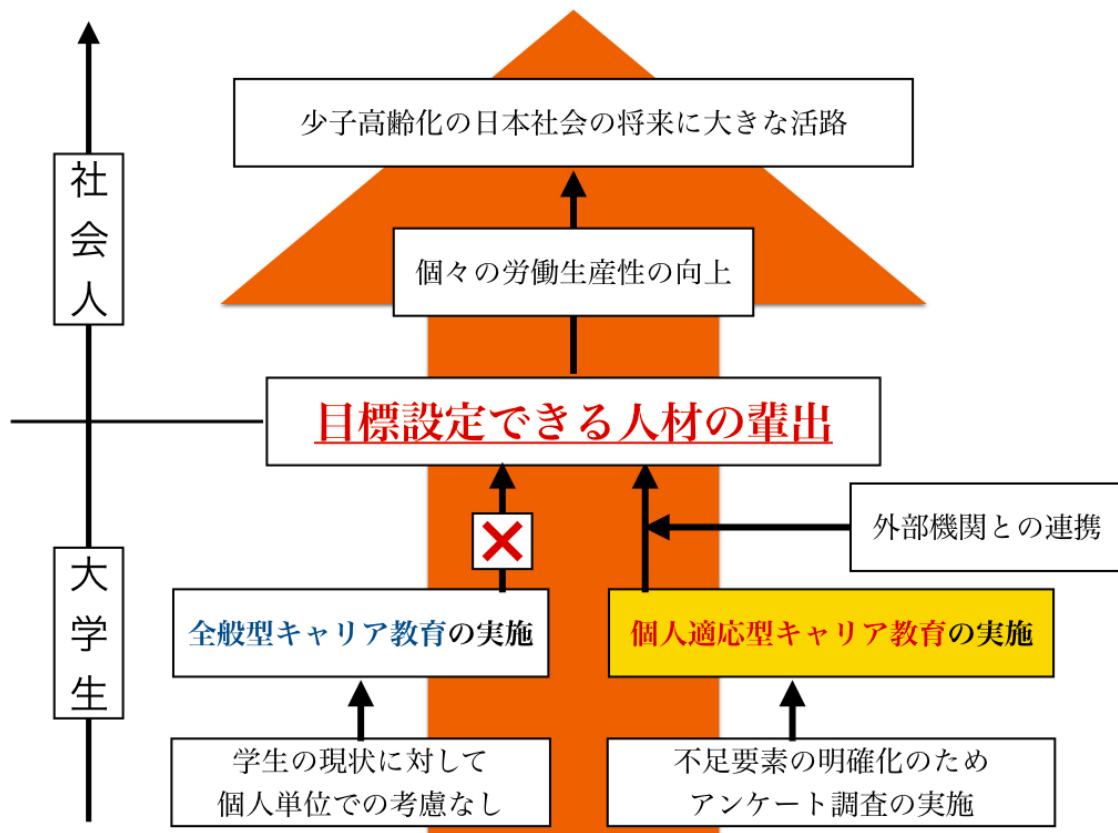 少子高齢化の日本社会の将来に大きな活路
社会人
個々の労働生産性の向上
目標設定できる人材の輩出
外部機関との連携
大学生
全般型キャリア教育の実施
個人適応型キャリア教育の実施
学生の現状に対して
個人単位での考慮なし
不足要素の明確化のため
アンケート調査の実施